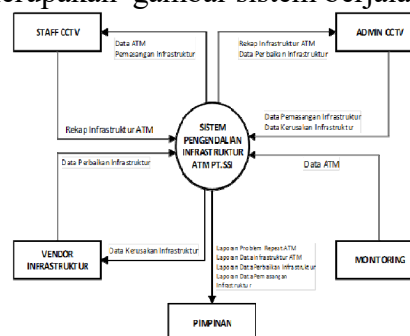 merupakan gambar sistem berjalan
STAFF CCTV
ADMIN CCTV
Data ATM
Pemasangan Infrastruktur
Rekap Infrastruktur ATM
Data Perbaikan Infrastruktur
SISTEM
PENGENDALIAN
INFRASTRUKTUR
ATM PT.SSI
Data Pemasangan Infrastruktur
Data Kerusakan Infrastruktur
Rekap Infrastruktur ATM
Data Perbaikan Infrastruktur
Data ATM
VENDOR
INFRASTRUKTUR
Data Kerusakan Infrastruktur
Laporan Problem Repeat ATM
Laporan Data Infrastruktur ATM
Laporan Data Perbaikan Infrastruktur
Laporan Data Pemasangan
Infrastruktur
MONITORING
PIMPINAN